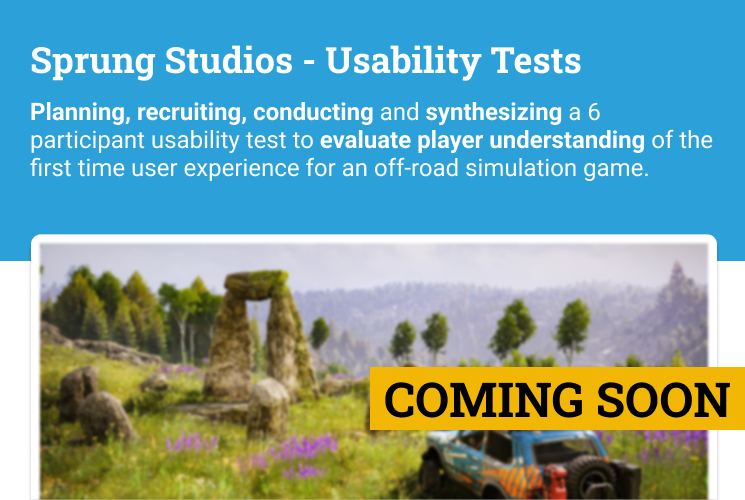 Sprung Studios - Usability Tests
Planning, recruiting, conducting and synthesizing a 6
participant usability test to evaluate player understanding of the
first time user experience for an off-road simulation game.
COMING SOON